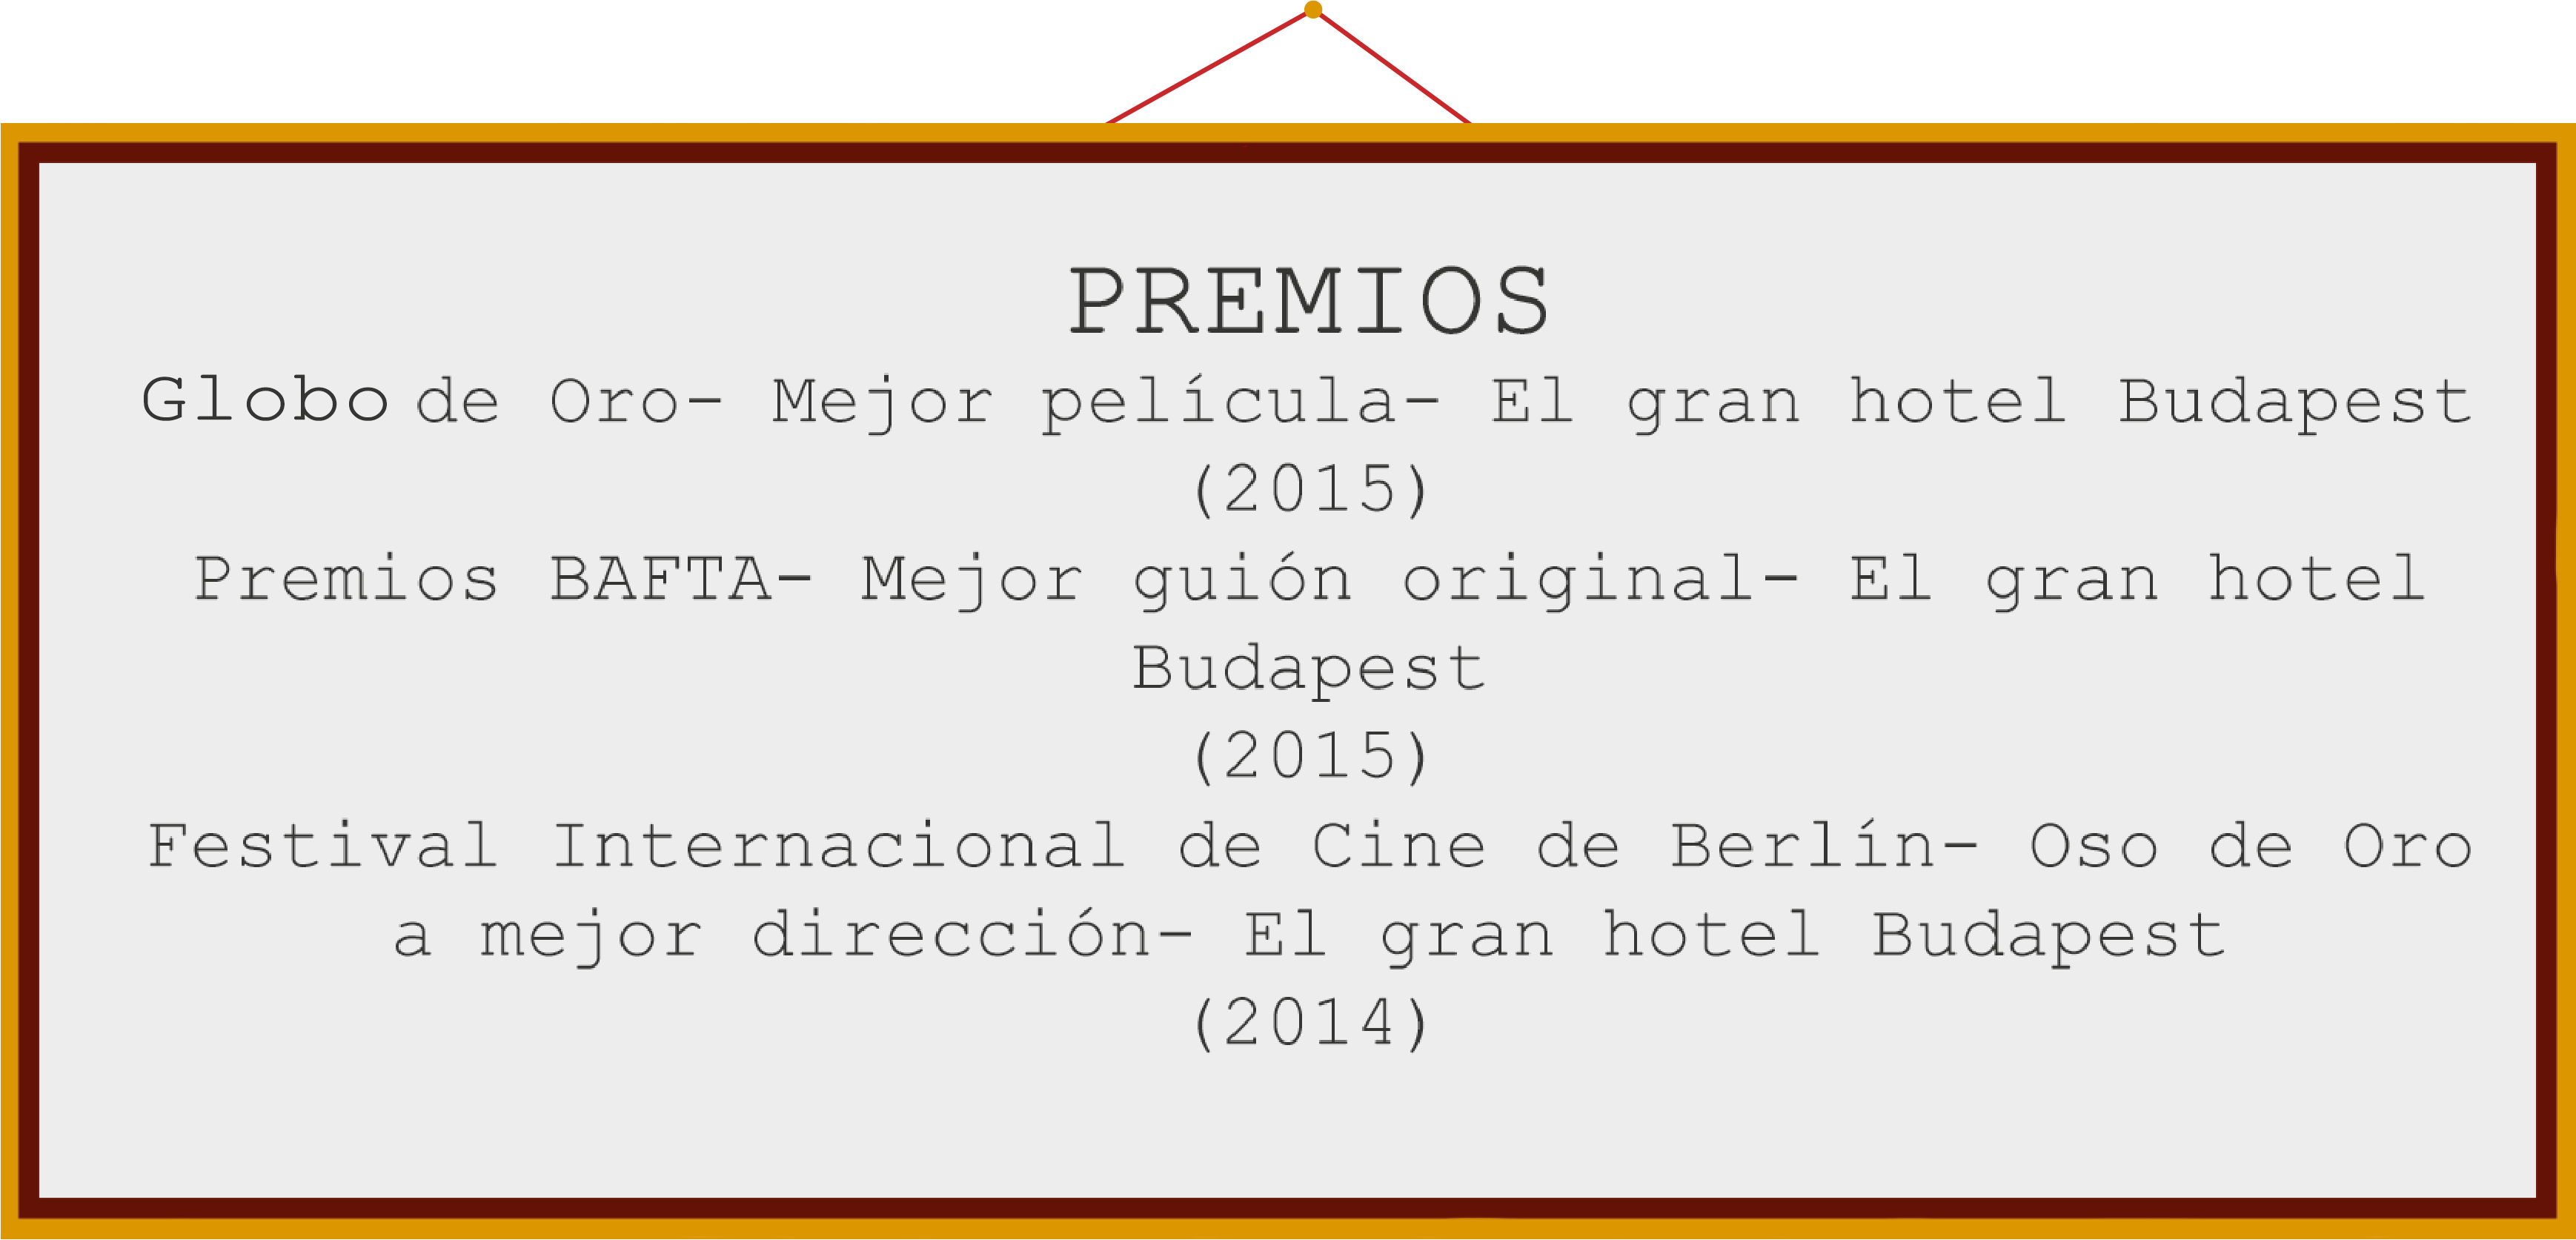 PREMIOS
Globo de Oro- Mejor película- El gran hotel Budapest
(2015)
Premios BAFTA- Mejor guión original- El gran hotel
Budapest
(2015)
Festival Internacional de Cine de Berlín- Oso de Oro
a mejor dirección- El gran hotel Budapest
(2014)